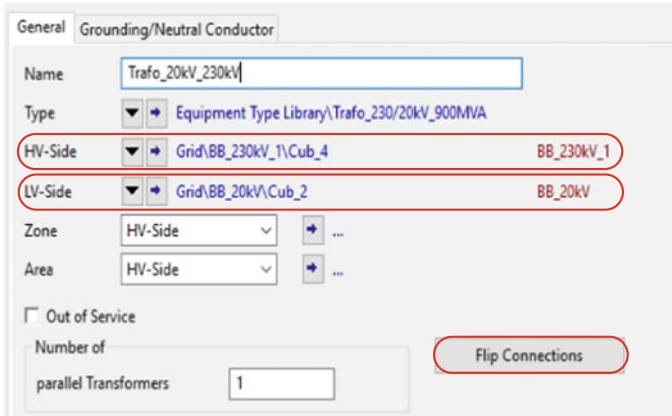 General Grounding/Neutral Conductor
Name Trafo_20kV_230kV
Type Equipment Type Library\Trafo_230/20kV_900MVA
HV-Side Grid\BB_230kV_1\Cub_4 BB_230kV_1
LV-Side Grid\BB_20kV\Cub_2 BB_20kV
Zone HV-Side ...
Area HV-Side ...
Out of Service
Number of
parallel Transformers 1
Flip Connections